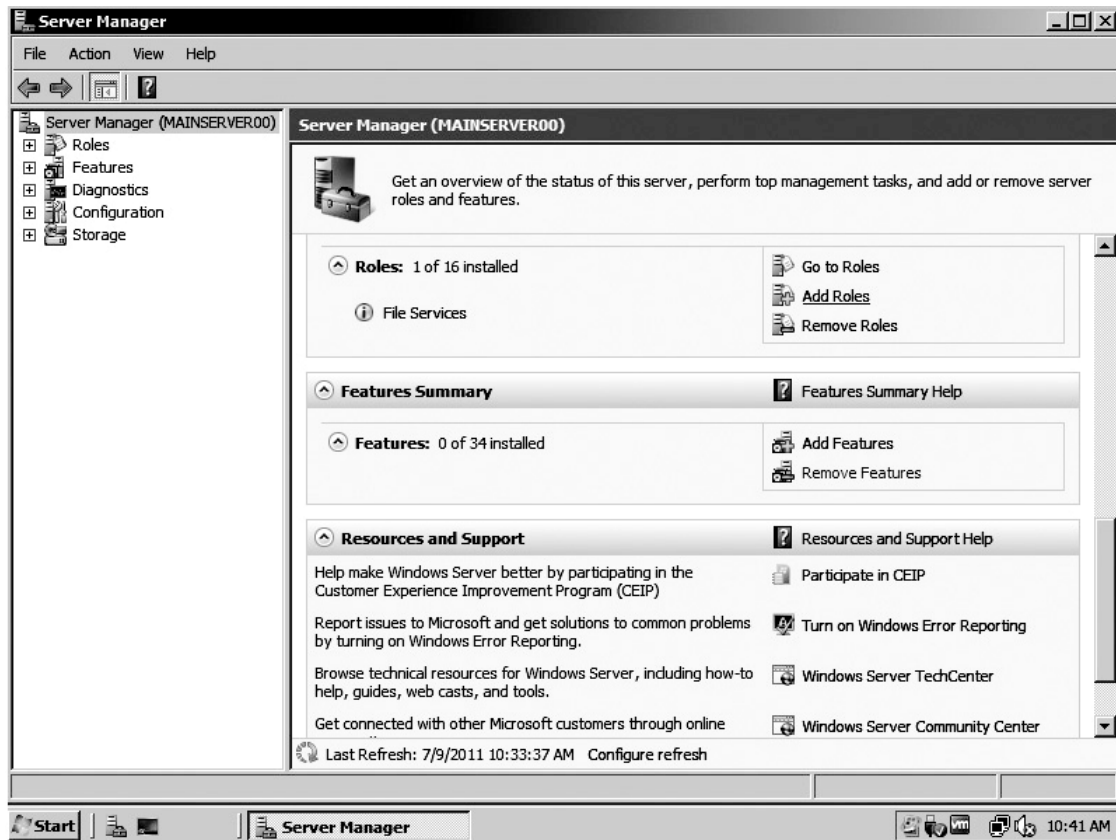 Server Manager
File Action View Help
Server Manager (MAINSERVER00)
Roles
Features
Diagnostics
Configuration
Storage
Server Manager (MAINSERVER00)
Get an overview of the status of this server, perform top management tasks, and add or remove server
roles and features.
Roles: 1 of 16 installed
File Services
Go to Roles
Add Roles
Remove Roles
Features Summary
Features Summary Help
Features: 0 of 34 installed
Add Features
Remove Features
Resources and Support
Resources and Support Help
Help make Windows Server better by participating in the
Customer Experience Improvement Program (CEIP)
Participate in CEIP
Report issues to Microsoft and get solutions to common problems
by turning on Windows Error Reporting.
Turn on Windows Error Reporting
Browse technical resources for Windows Server, including how-to
help, guides, web casts, and tools.
Windows Server TechCenter
Get connected with other Microsoft customers through online
Windows Server Community Center
Last Refresh: 7/9/2011 10:33:37 AM Configure refresh
Start
Server Manager
vm
10:41 AM